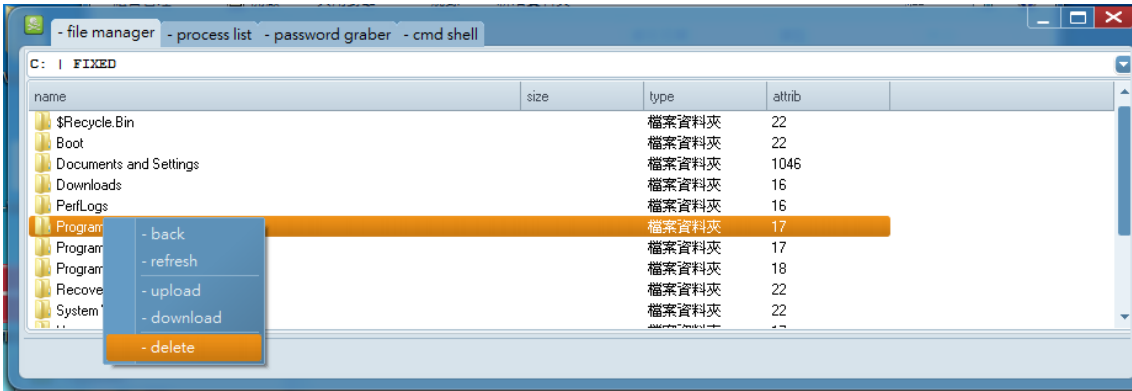 - file manager - process list - password graber - cmd shell
C: | FIXED
name size type attrib
$Recycle.Bin 檔案資料夾 22
Boot 檔案資料夾 22
Documents and Settings 檔案資料夾 1046
Downloads 檔案資料夾 16
PerfLogs 檔案資料夾 16
Program 檔案資料夾 17
- back
Program 檔案資料夾 17
- refresh
Program 檔案資料夾 18
- upload
Recove 檔案資料夾 22
System 檔案資料夾 22
- download
- delete